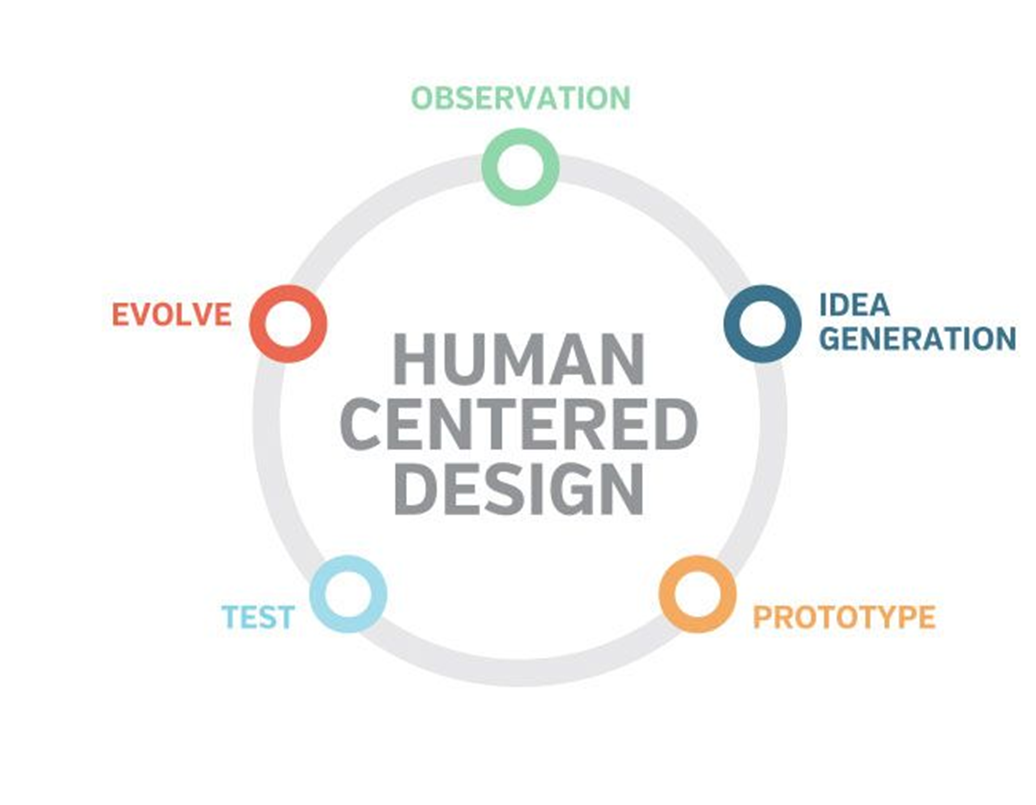 OBSERVATION
EVOLVE
IDEA
GENERATION
HUMAN
CENTERED
DESIGN
TEST
PROTOTYPE